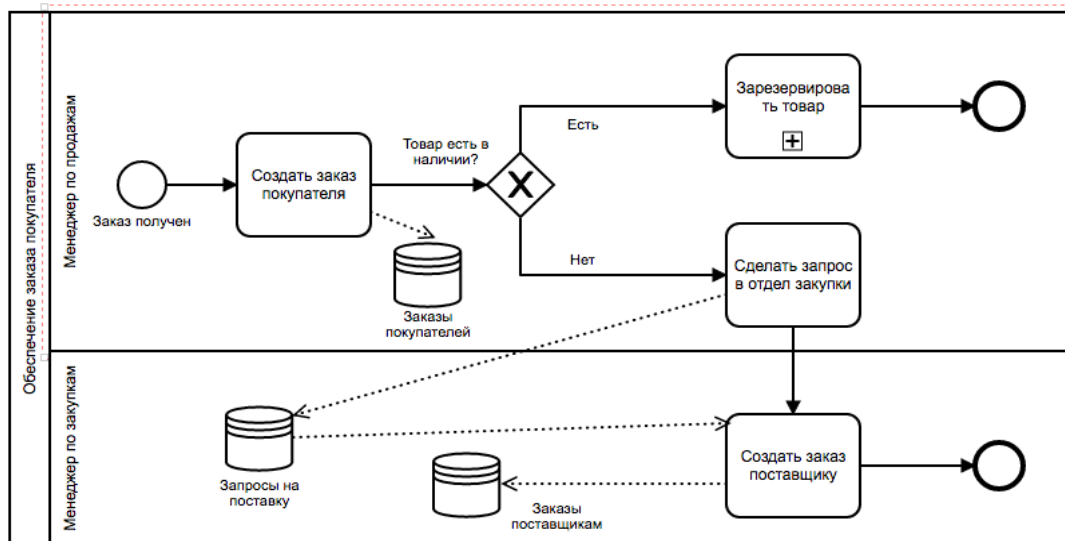 Обеспечение заказа покупателя
Менеджер по продажам
Заказ получен
Создать заказ
покупателя
Заказы
покупателей
Товар есть в
наличии?
Есть
Зарезервирова
ть товар
Нет
Сделать запрос
в отдел закупки
Менеджер по закупкам
Запросы на
поставку
Заказы
поставщикам
Создать заказ
поставщику